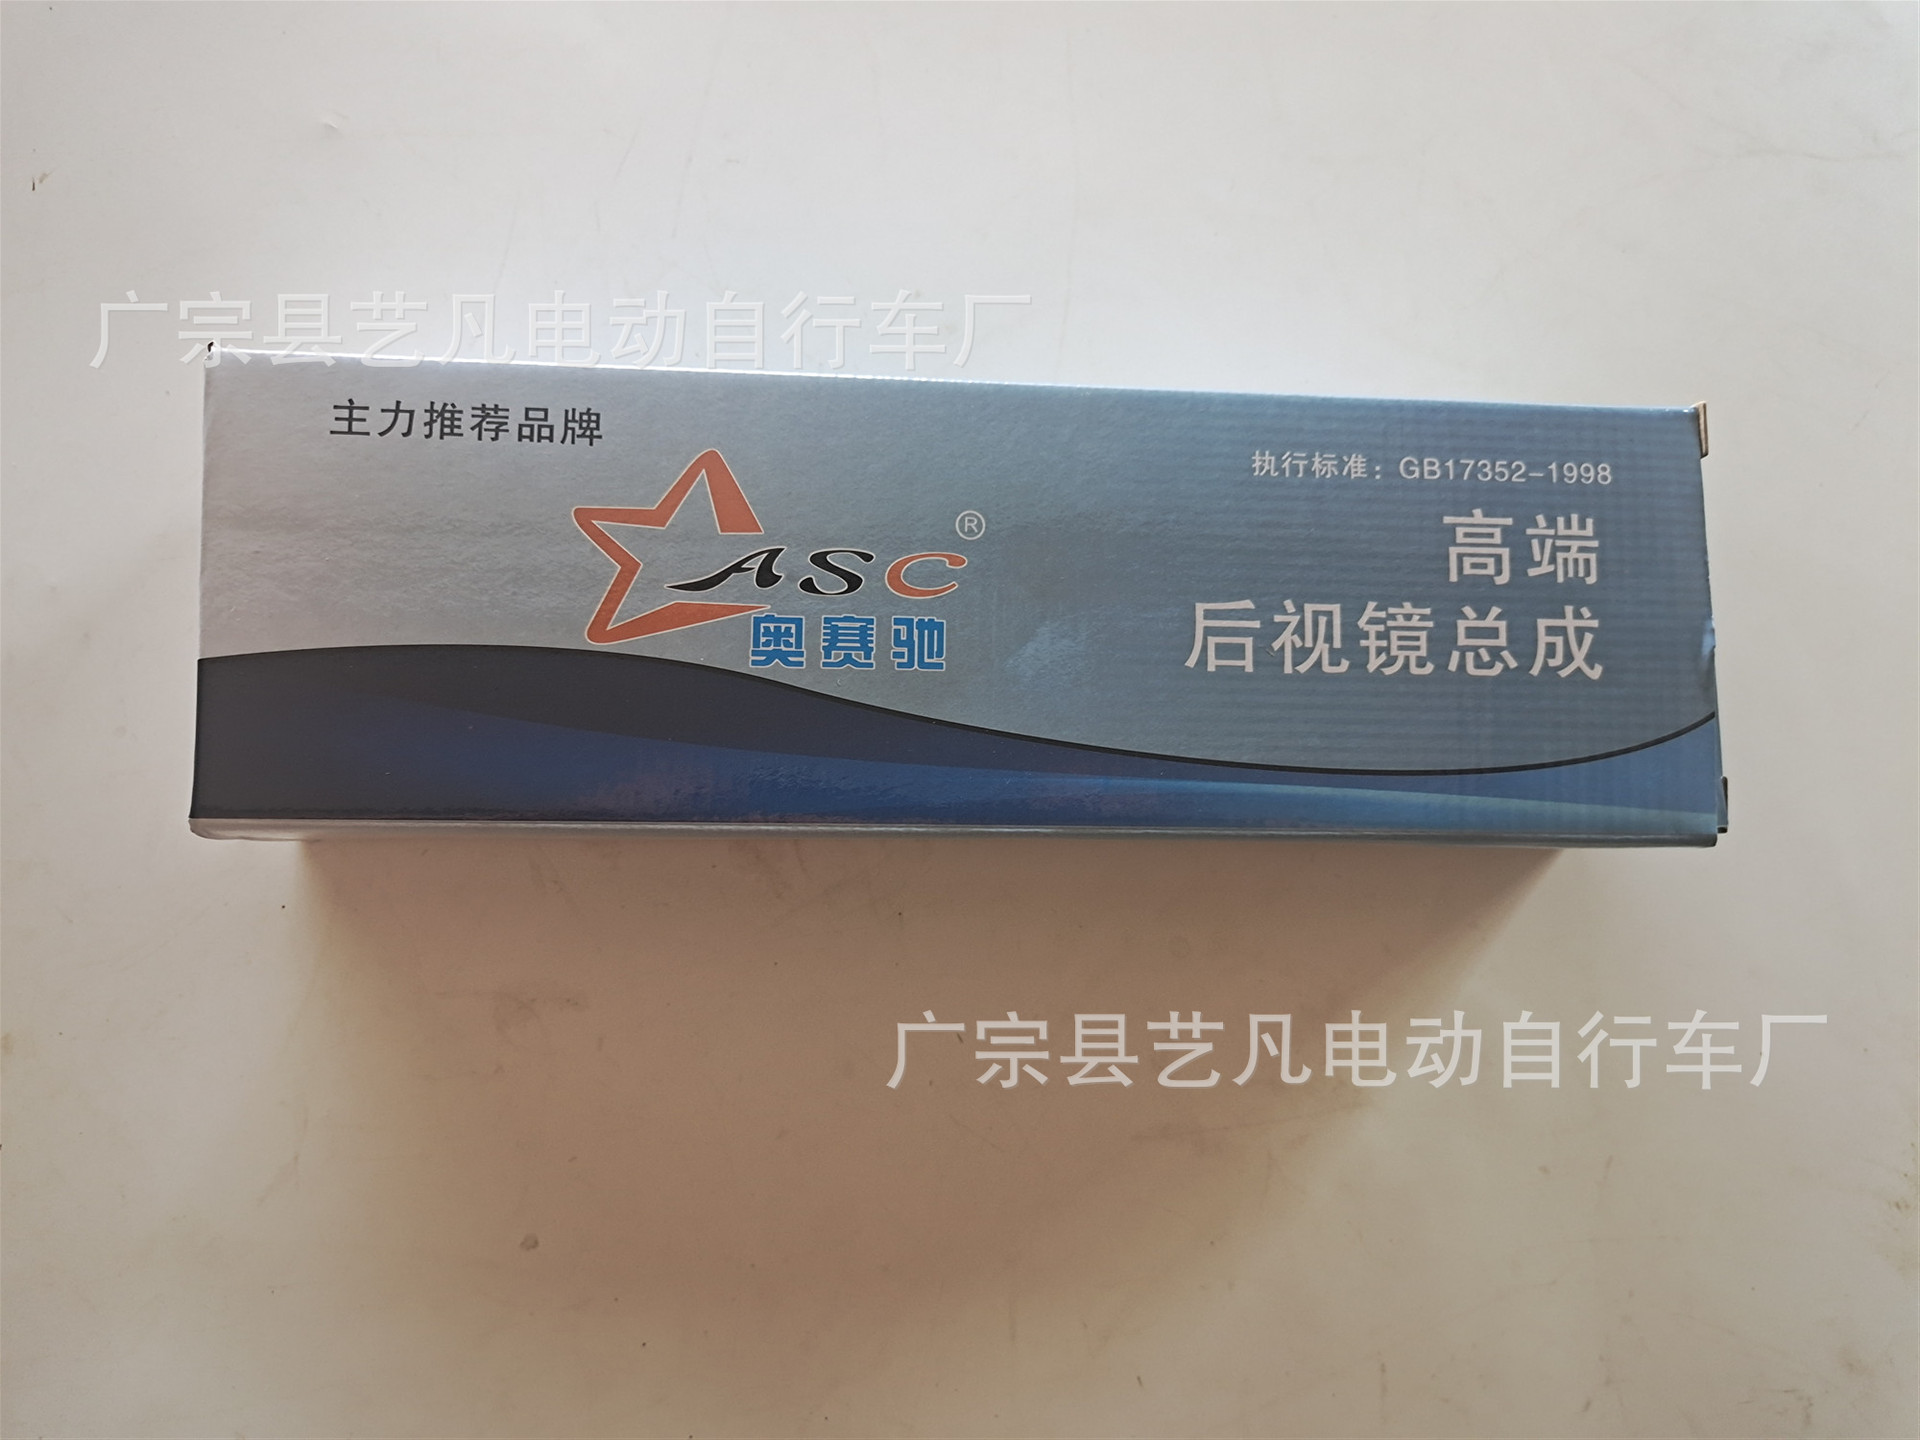 广宗县艺凡电动自行车厂
主力推荐品牌
执行标准：GB17352-1998
ASC®
奥赛驰
高端
后视镜总成
广宗县艺凡电动自行车厂